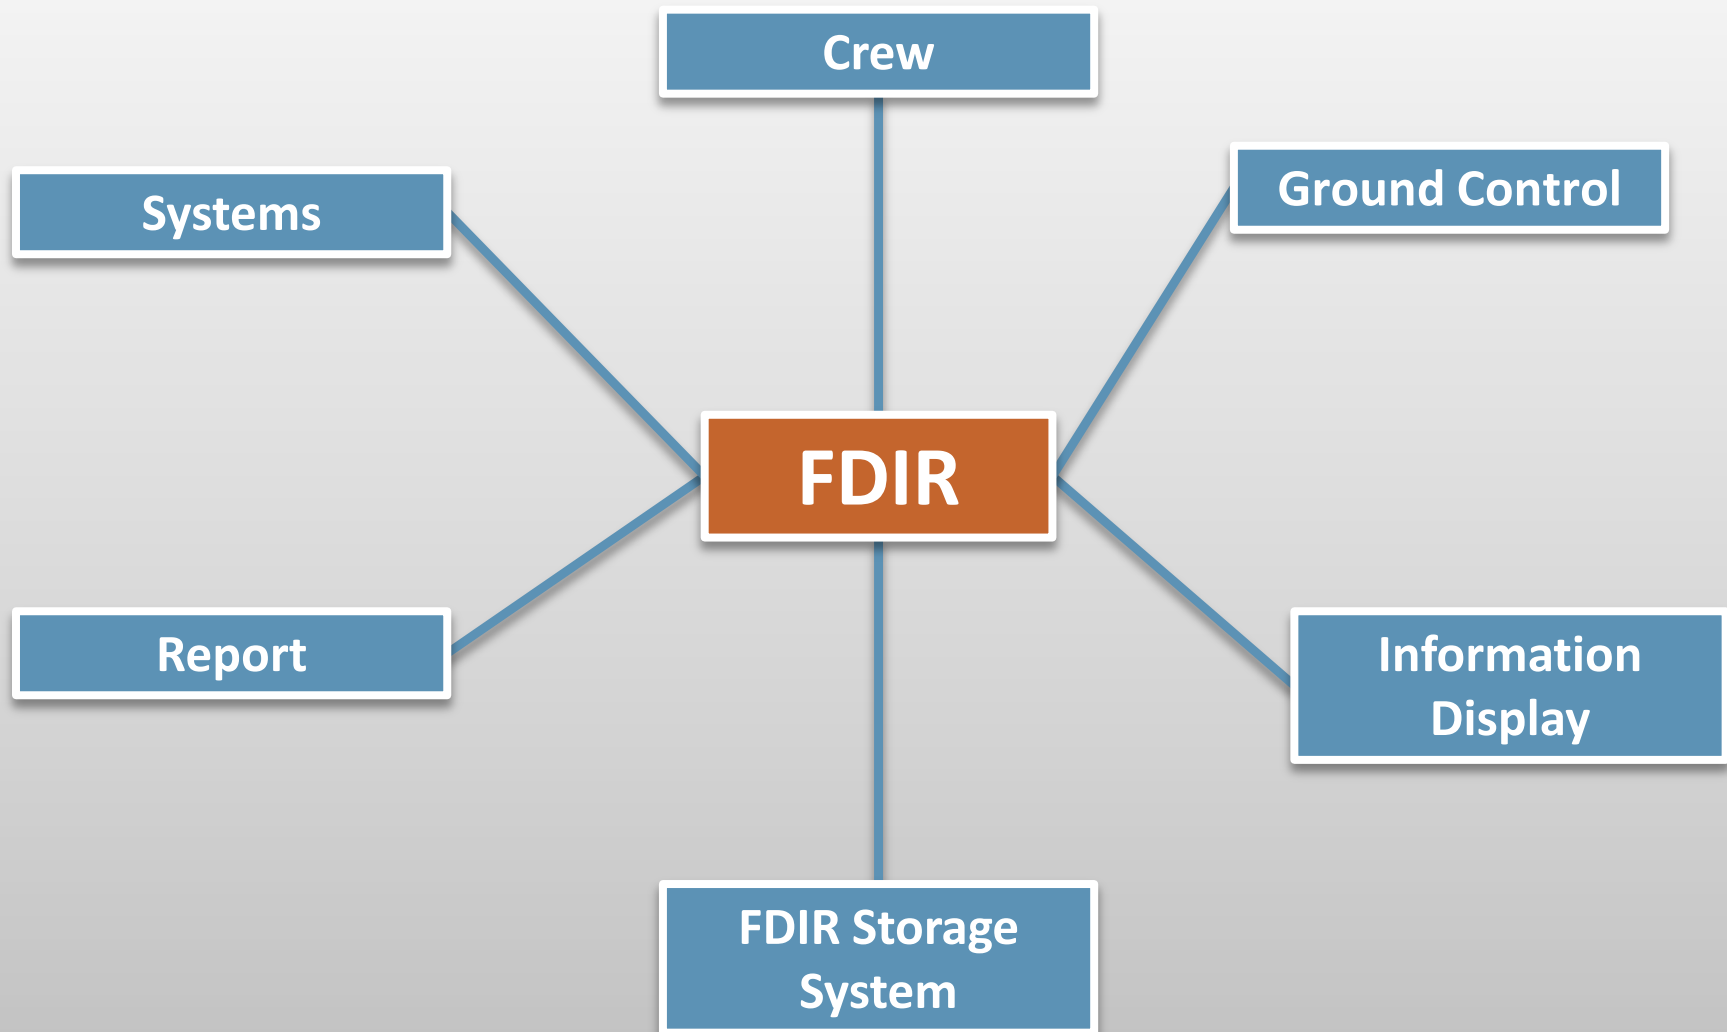 Crew
Ground Control
Systems
FDIR
Report
Information
Display
FDIR Storage
System